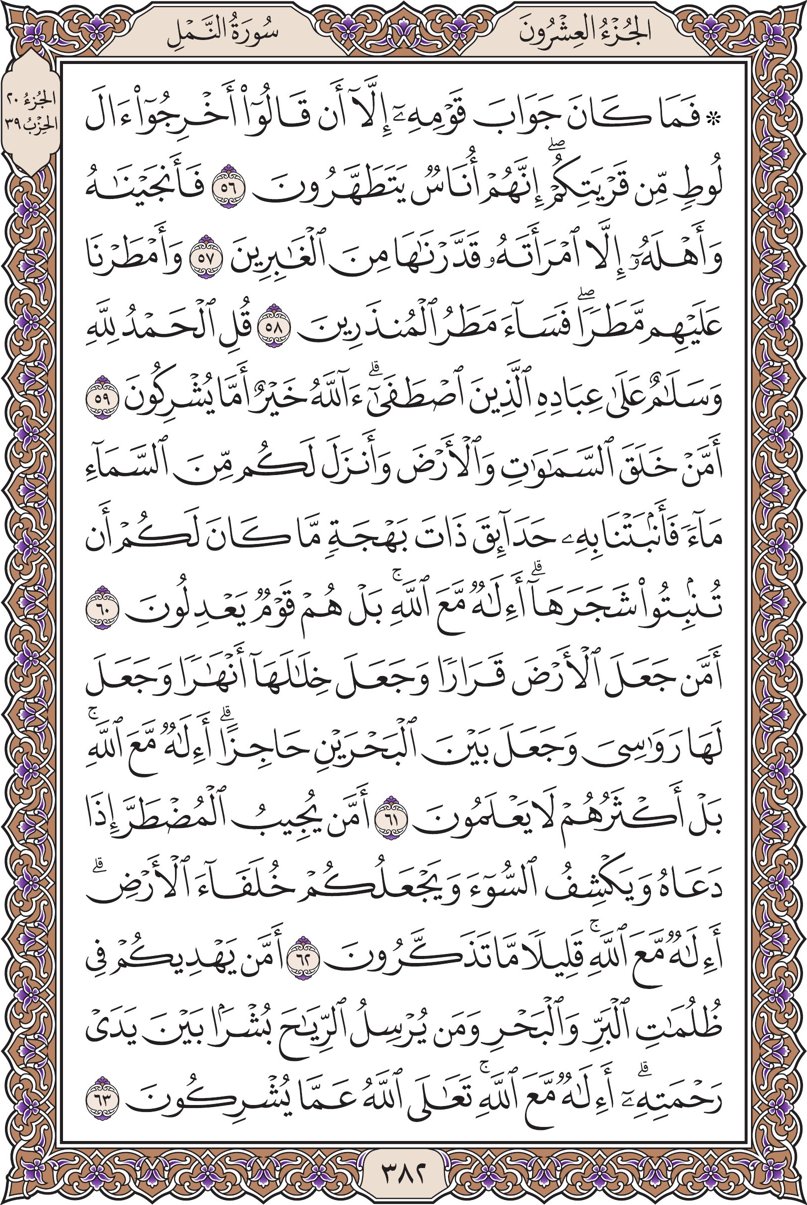 الجُزْءُ العِشْرُونَ
سُورَةُ النَّمْلِ
الجُزْءُ ٢٠
الحِزْبُ ٣٩
۞ فَمَا كَانَ جَوَابَ قَوْمِهِۦٓ إِلَّآ أَن قَالُوٓاْ أَخْرِجُوٓاْ ءَالَ
لُوطٖ مِّن قَرۡيَتِكُمۡۖ إِنَّهُمۡ أُنَاسٞ يَتَطَهَّرُونَ ٥٦ فَأَنجَيۡنَٰهُ
وَأَهۡلَهُۥٓ إِلَّا ٱمۡرَأَتَهُۥ قَدَّرۡنَٰهَا مِنَ ٱلۡغَٰبِرِينَ ٥٧ وَأَمۡطَرۡنَا
عَلَيۡهِم مَّطَرٗاۖ فَسَآءَ مَطَرُ ٱلۡمُنذَرِينَ ٥٨ قُلِ ٱلۡحَمۡدُ لِلَّهِ
وَسَلَٰمٌ عَلَىٰ عِبَادِهِ ٱلَّذِينَ ٱصۡطَفَىٰٓۗ ءَآللَّهُ خَيۡرٌ أَمَّا يُشۡرِكُونَ ٥٩
أَمَّنۡ خَلَقَ ٱلسَّمَٰوَٰتِ وَٱلۡأَرۡضَ وَأَنزَلَ لَكُم مِّنَ ٱلسَّمَآءِ
مَآءٗ فَأَنۢبَتۡنَا بِهِۦ حَدَآئِقَ ذَاتَ بَهۡجَةٖ مَّا كَانَ لَكُمۡ أَن
تُنۢبِتُواْ شَجَرَهَآۗ أَءِلَٰهٞ مَّعَ ٱللَّهِۚ بَلۡ هُمۡ قَوۡمٞ يَعۡدِلُونَ ٦٠
أَمَّن جَعَلَ ٱلۡأَرۡضَ قَرَارٗا وَجَعَلَ خِلَٰلَهَآ أَنۡهَٰرٗا وَجَعَلَ
لَهَا رَوَٰسِيَ وَجَعَلَ بَيۡنَ ٱلۡبَحۡرَيۡنِ حَاجِزًاۗ أَءِلَٰهٞ مَّعَ ٱللَّهِۚ
بَلۡ أَكۡثَرُهُمۡ لَا يَعۡلَمُونَ ٦١ أَمَّن يُجِيبُ ٱلۡمُضۡطَرَّ إِذَا
دَعَاهُ وَيَكۡشِفُ ٱلسُّوٓءَ وَيَجۡعَلُكُمۡ خُلَفَآءَ ٱلۡأَرۡضِۗ
أَءِلَٰهٞ مَّعَ ٱللَّهِۚ قَلِيلٗا مَّا تَذَكَّرُونَ ٦٢ أَمَّن يَهۡدِيكُمۡ فِي
ظُلُمَٰتِ ٱلۡبَرِّ وَٱلۡبَحۡرِ وَمَن يُرۡسِلُ ٱلرِّيَٰحَ بُشۡرَۢا بَيۡنَ يَدَيۡ
رَحۡمَتِهِۦٓۗ أَءِلَٰهٞ مَّعَ ٱللَّهِۚ تَعَٰلَى ٱللَّهُ عَمَّا يُشۡرِكُونَ ٦٣
٣٨٢